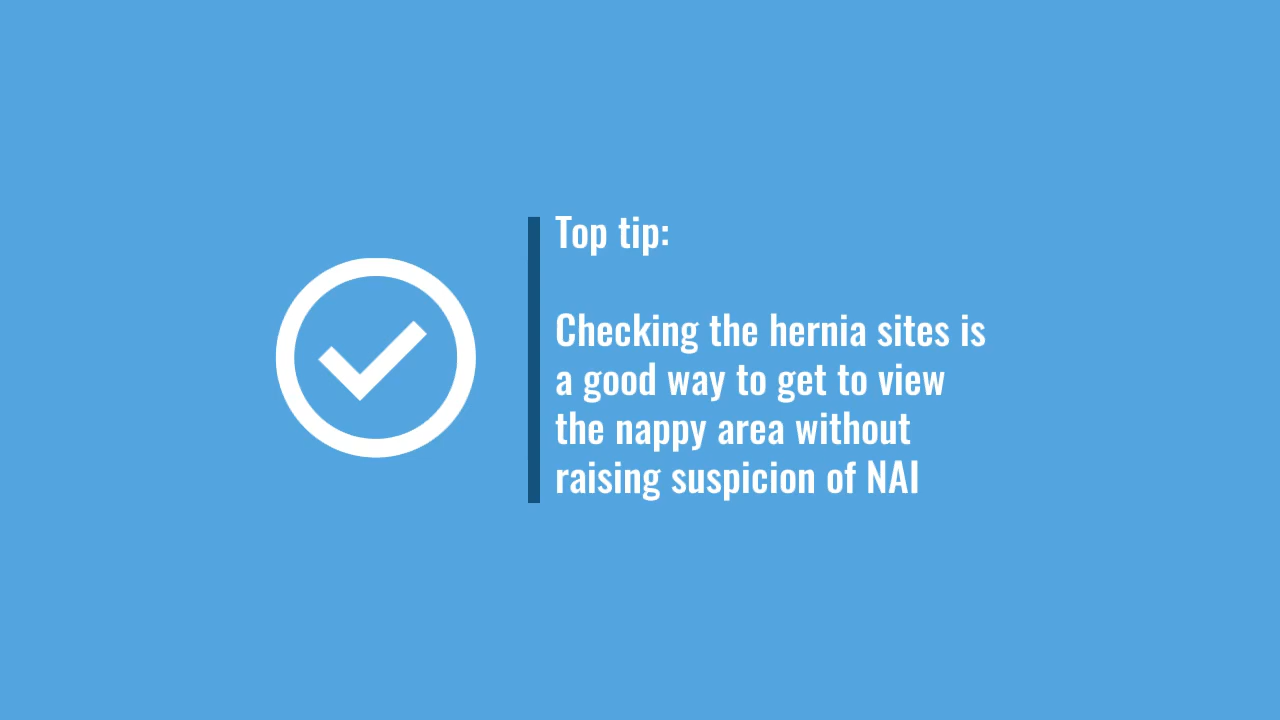 Top tip:
Checking the hernia sites is
a good way to get to view
the nappy area without
raising suspicion of NAI